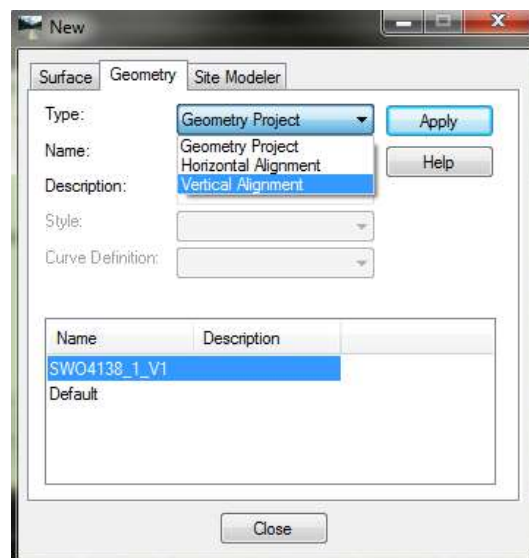 New
Surface Geometry Site Modeler
Type: Geometry Project Apply
Geometry Project
Name: Horizontal Alignment Help
Description: Vertical Alignment
Style:
Curve Definition:
Name Description
SWO4138_1_V1
Default
Close